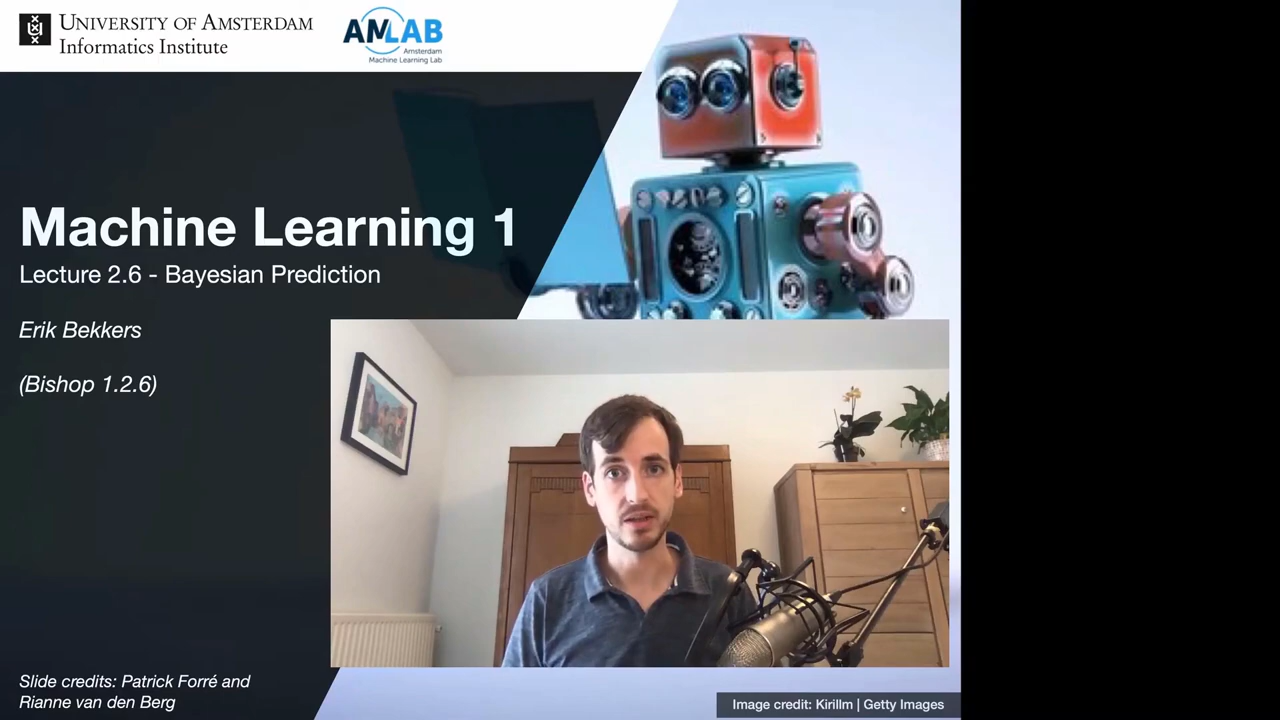 UNIVERSITY OF AMSTERDAM
Informatics Institute
AMLAB
Amsterdam
Machine Learning Lab
Machine Learning 1
Lecture 2.6 - Bayesian Prediction
Erik Bekkers
(Bishop 1.2.6)
Slide credits: Patrick Forré and
Rianne van den Berg
Image credit: Kirillm | Getty Images